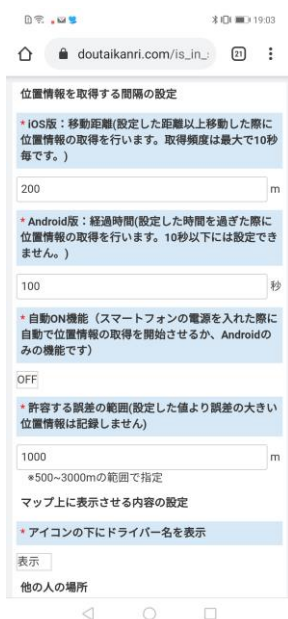 19:03
doutaikanri.com/is_in_
21
位置情報を取得する間隔の設定
* iOS版：移動距離(設定した距離以上移動した際に
位置情報の取得を行います。取得頻度は最大で10秒
毎です。)
200 m
* Android版：経過時間(設定した時間を過ぎた際に
位置情報の取得を行います。10秒以下には設定でき
ません。)
100 秒
* 自動ON機能（スマートフォンの電源を入れた際に
自動で位置情報の取得を開始させるか、Androidの
みの機能です）
OFF
* 許容する誤差の範囲(設定した値より誤差の大きい
位置情報は記録しません)
1000 m
※500~3000mの範囲で指定
マップ上に表示させる内容の設定
* アイコンの下にドライバー名を表示
表示
他の人の場所